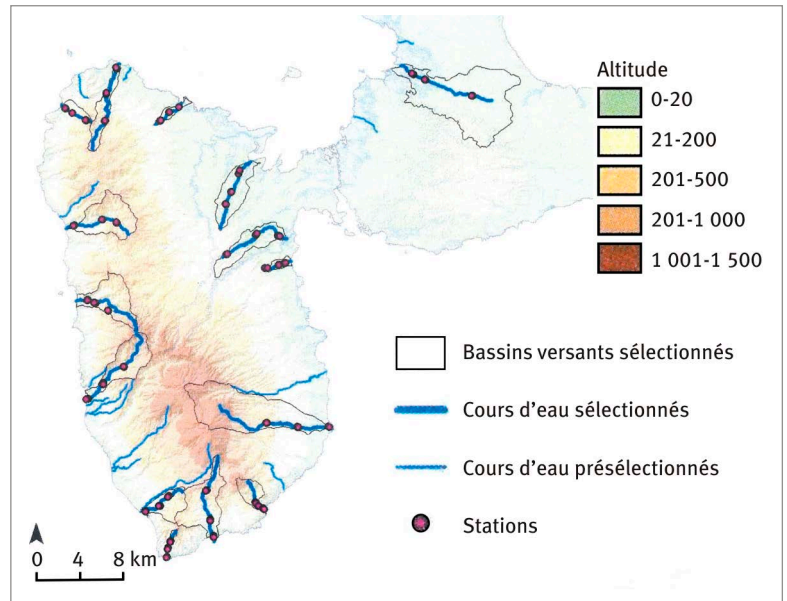 Altitude
0-20
21-200
201-500
201-1 000
1 001-1 500
Bassins versants sélectionnés
Cours d'eau sélectionnés
Cours d'eau présélectionnés
Stations
0 4 8 km